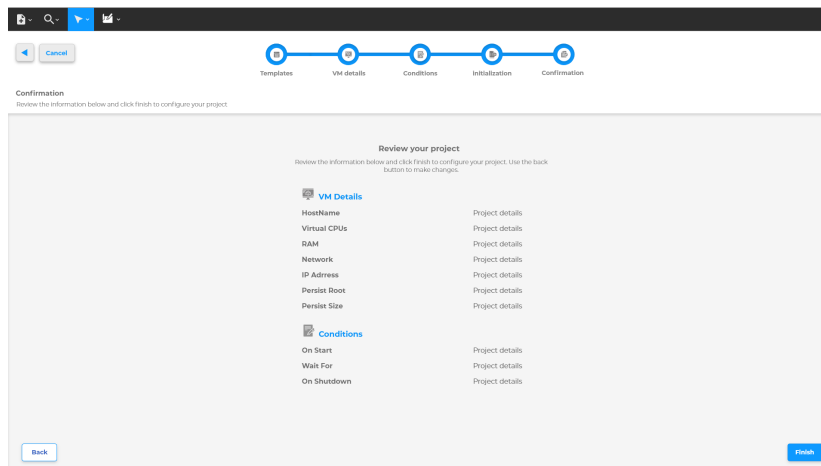 Cancel
Templates
VM details
Conditions
Initialization
Confirmation
Confirmation
Review the information below and click finish to configure your project
Review your project
Review the information below and click finish to configure your project. Use the back
button to make changes.
VM Details
HostName Project details
Virtual CPUs Project details
RAM Project details
Network Project details
IP Adrress Project details
Persist Root Project details
Persist Size Project details
Conditions
On Start Project details
Wait For Project details
On Shutdown Project details
Back
Finish